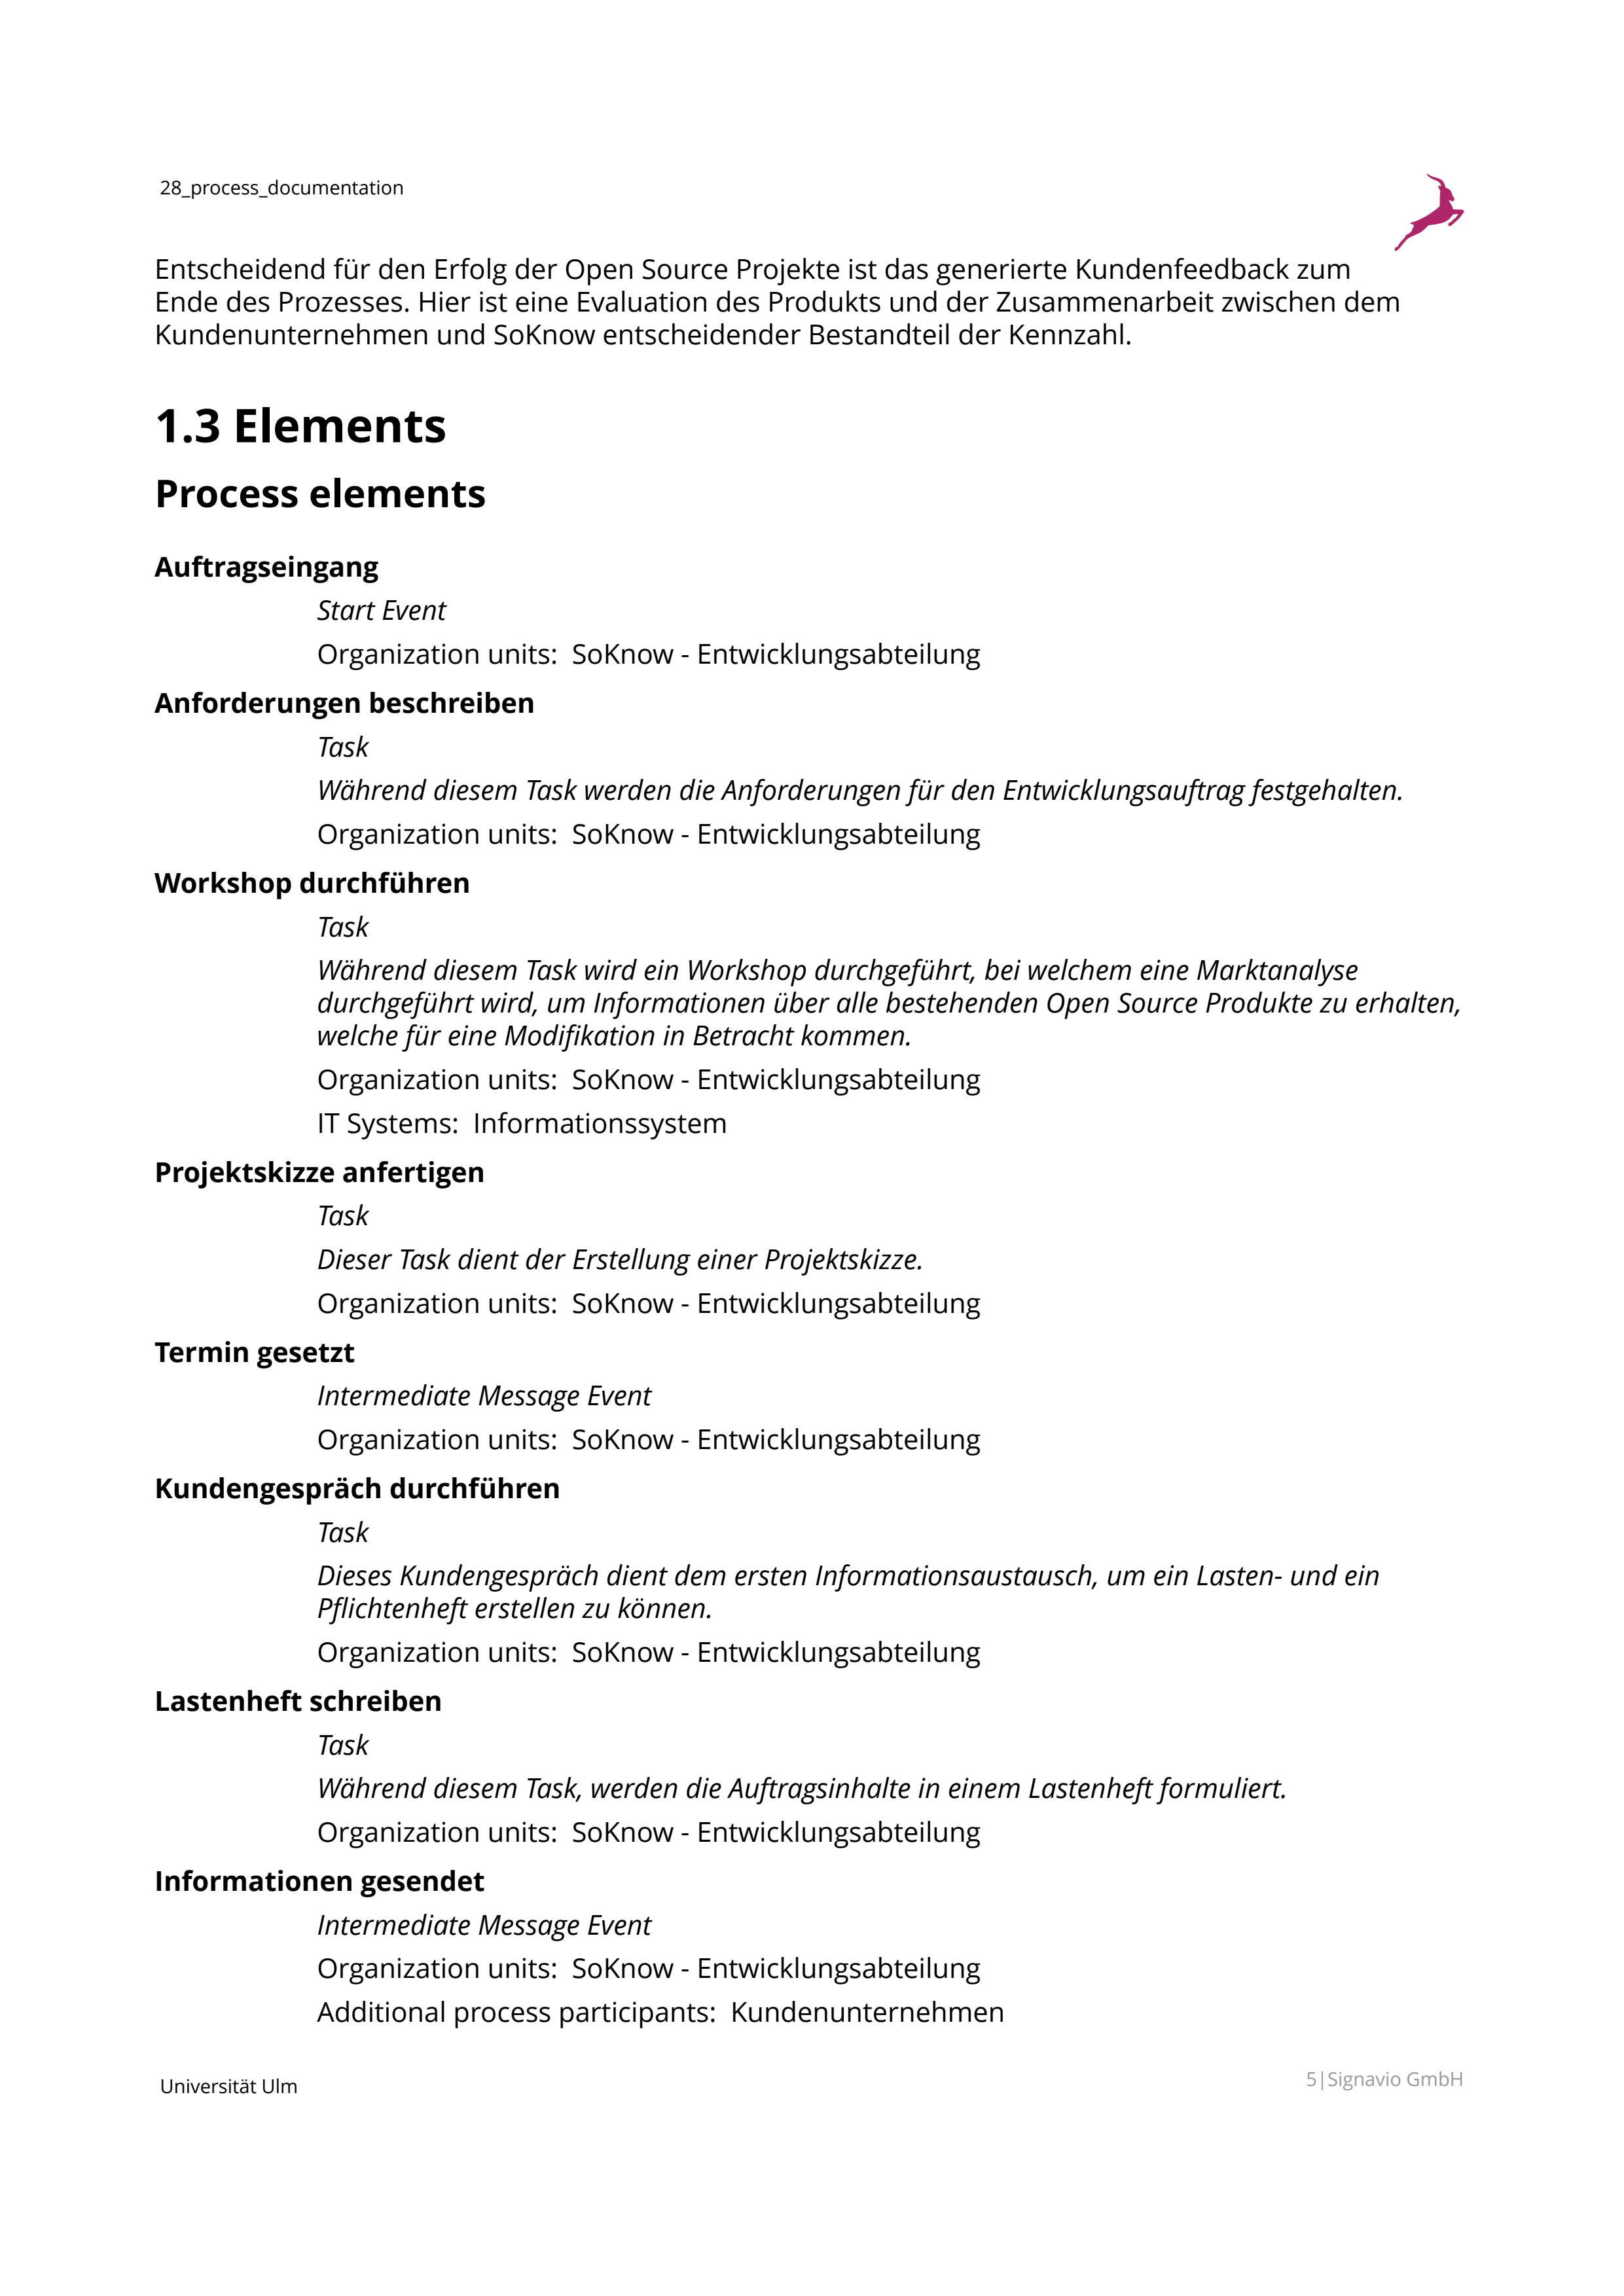 28_process_documentation
Entscheidend für den Erfolg der Open Source Projekte ist das generierte Kundenfeedback zum
Ende des Prozesses. Hier ist eine Evaluation des Produkts und der Zusammenarbeit zwischen dem
Kundenunternehmen und SoKnow entscheidender Bestandteil der Kennzahl.
1.3 Elements
Process elements
Auftragseingang
Start Event
Organization units:  SoKnow - Entwicklungsabteilung
Anforderungen beschreiben
Task
Während diesem Task werden die Anforderungen für den Entwicklungsauftrag festgehalten.
Organization units:  SoKnow - Entwicklungsabteilung
Workshop durchführen
Task
Während diesem Task wird ein Workshop durchgeführt, bei welchem eine Marktanalyse
durchgeführt wird, um Informationen über alle bestehenden Open Source Produkte zu erhalten,
welche für eine Modifikation in Betracht kommen.
Organization units:  SoKnow - Entwicklungsabteilung
IT Systems:  Informationssystem
Projektskizze anfertigen
Task
Dieser Task dient der Erstellung einer Projektskizze.
Organization units:  SoKnow - Entwicklungsabteilung
Termin gesetzt
Intermediate Message Event
Organization units:  SoKnow - Entwicklungsabteilung
Kundengespräch durchführen
Task
Dieses Kundengespräch dient dem ersten Informationsaustausch, um ein Lasten- und ein
Pflichtenheft erstellen zu können.
Organization units:  SoKnow - Entwicklungsabteilung
Lastenheft schreiben
Task
Während diesem Task, werden die Auftragsinhalte in einem Lastenheft formuliert.
Organization units:  SoKnow - Entwicklungsabteilung
Informationen gesendet
Intermediate Message Event
Organization units:  SoKnow - Entwicklungsabteilung
Additional process participants:  Kundenunternehmen
Universität Ulm
5|Signavio GmbH